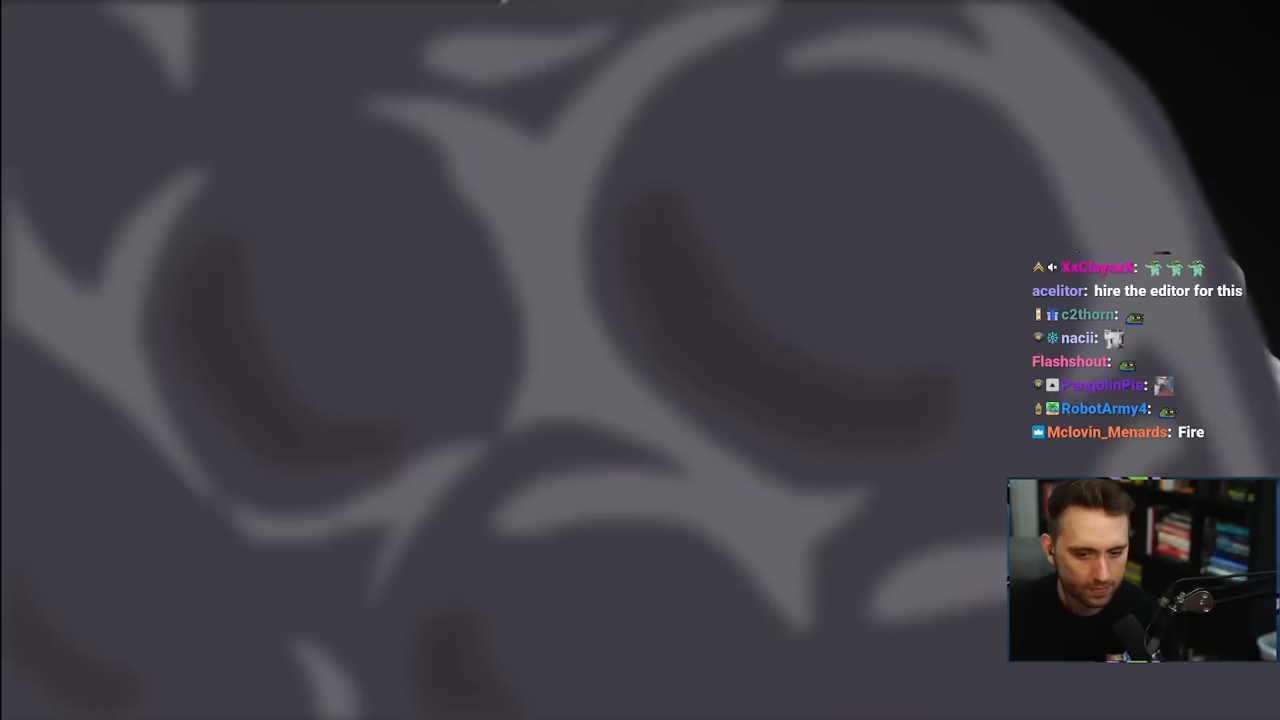 XxClaysxX:
acelitor: hire the editor for this
c2thorn:
nacii:
Flashshout:
PangolinPie:
RobotArmy4:
Mclovin_Menards: Fire